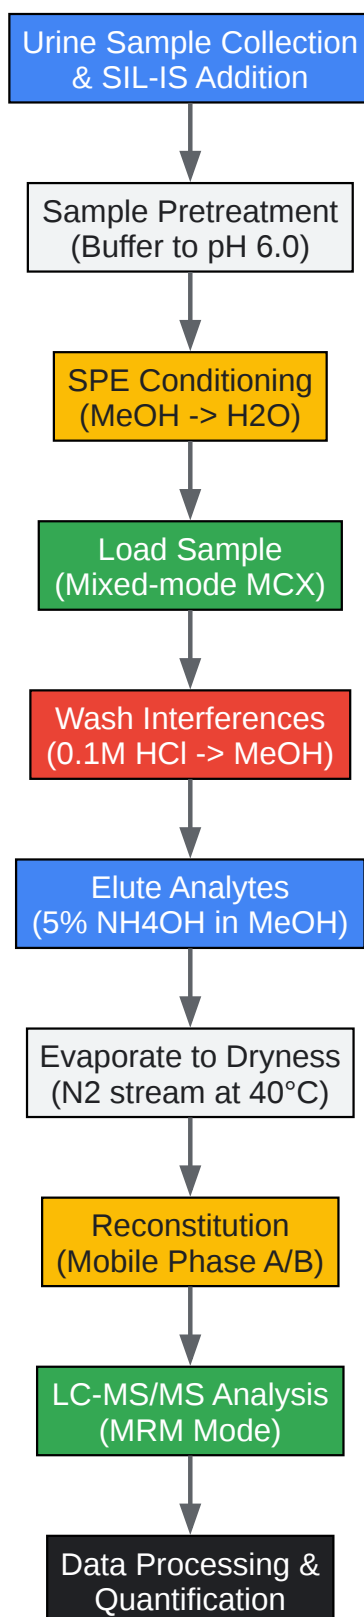 Urine Sample Collection
& SIL-IS Addition
Sample Pretreatment
(Buffer to pH 6.0)
SPE Conditioning
(MeOH -> H2O)
Load Sample
(Mixed-mode MCX)
Wash Interferences
(0.1M HCl -> MeOH)
Elute Analytes
(5% NH4OH in MeOH)
Evaporate to Dryness
(N2 stream at 40°C)
Reconstitution
(Mobile Phase A/B)
LC-MS/MS Analysis
(MRM Mode)
Data Processing &
Quantification